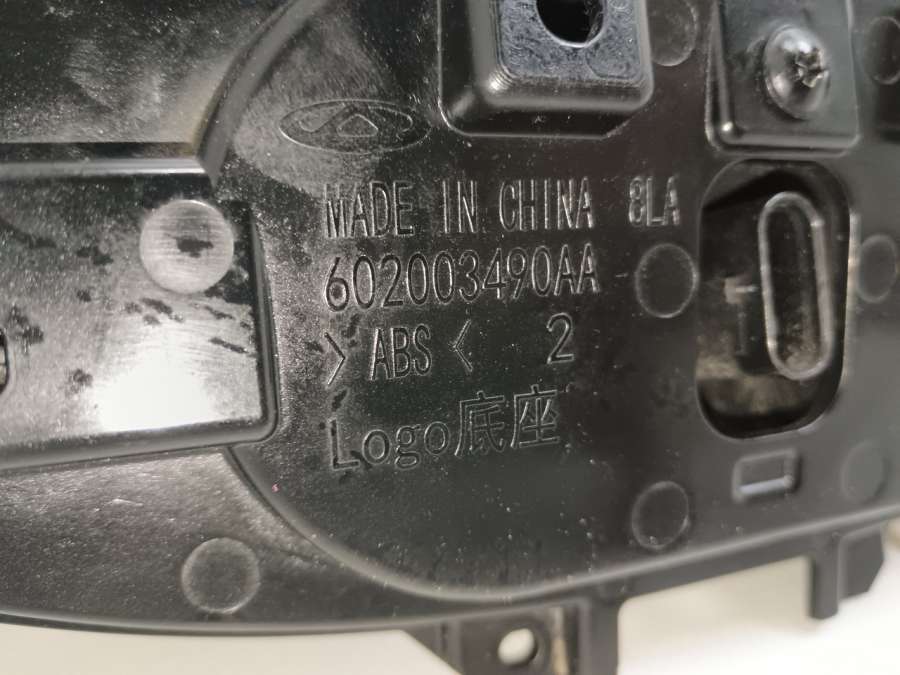 MADE IN CHINA 8LA
602003490AA
>ABS< 2
Logo底座